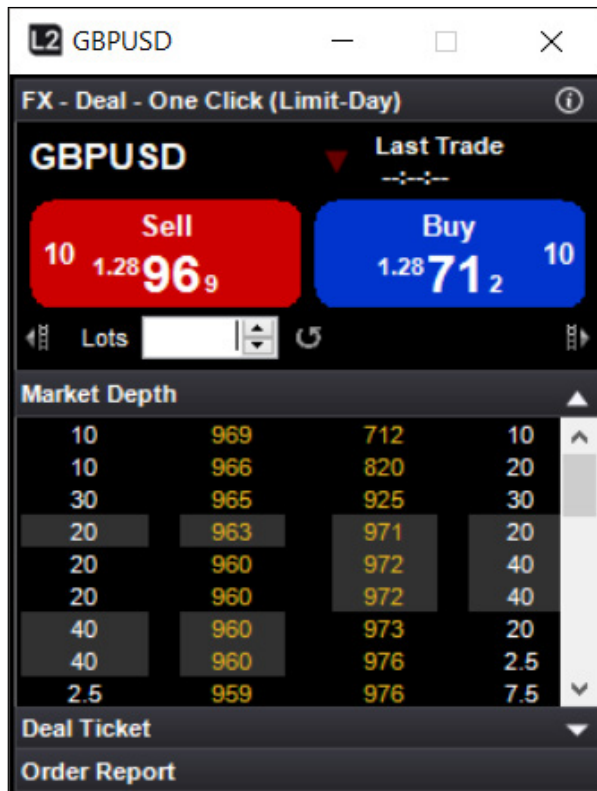 L2 GBPUSD
FX - Deal - One Click (Limit-Day)
GBPUSD
Last Trade
--:--:--
Sell
10 1.28969
Buy
1.28712 10
Lots
Market Depth
10 969 712 10
10 966 820 20
30 965 925 30
20 963 971 20
20 960 972 40
20 960 972 40
40 960 973 20
40 960 976 2.5
2.5 959 976 7.5
Deal Ticket
Order Report